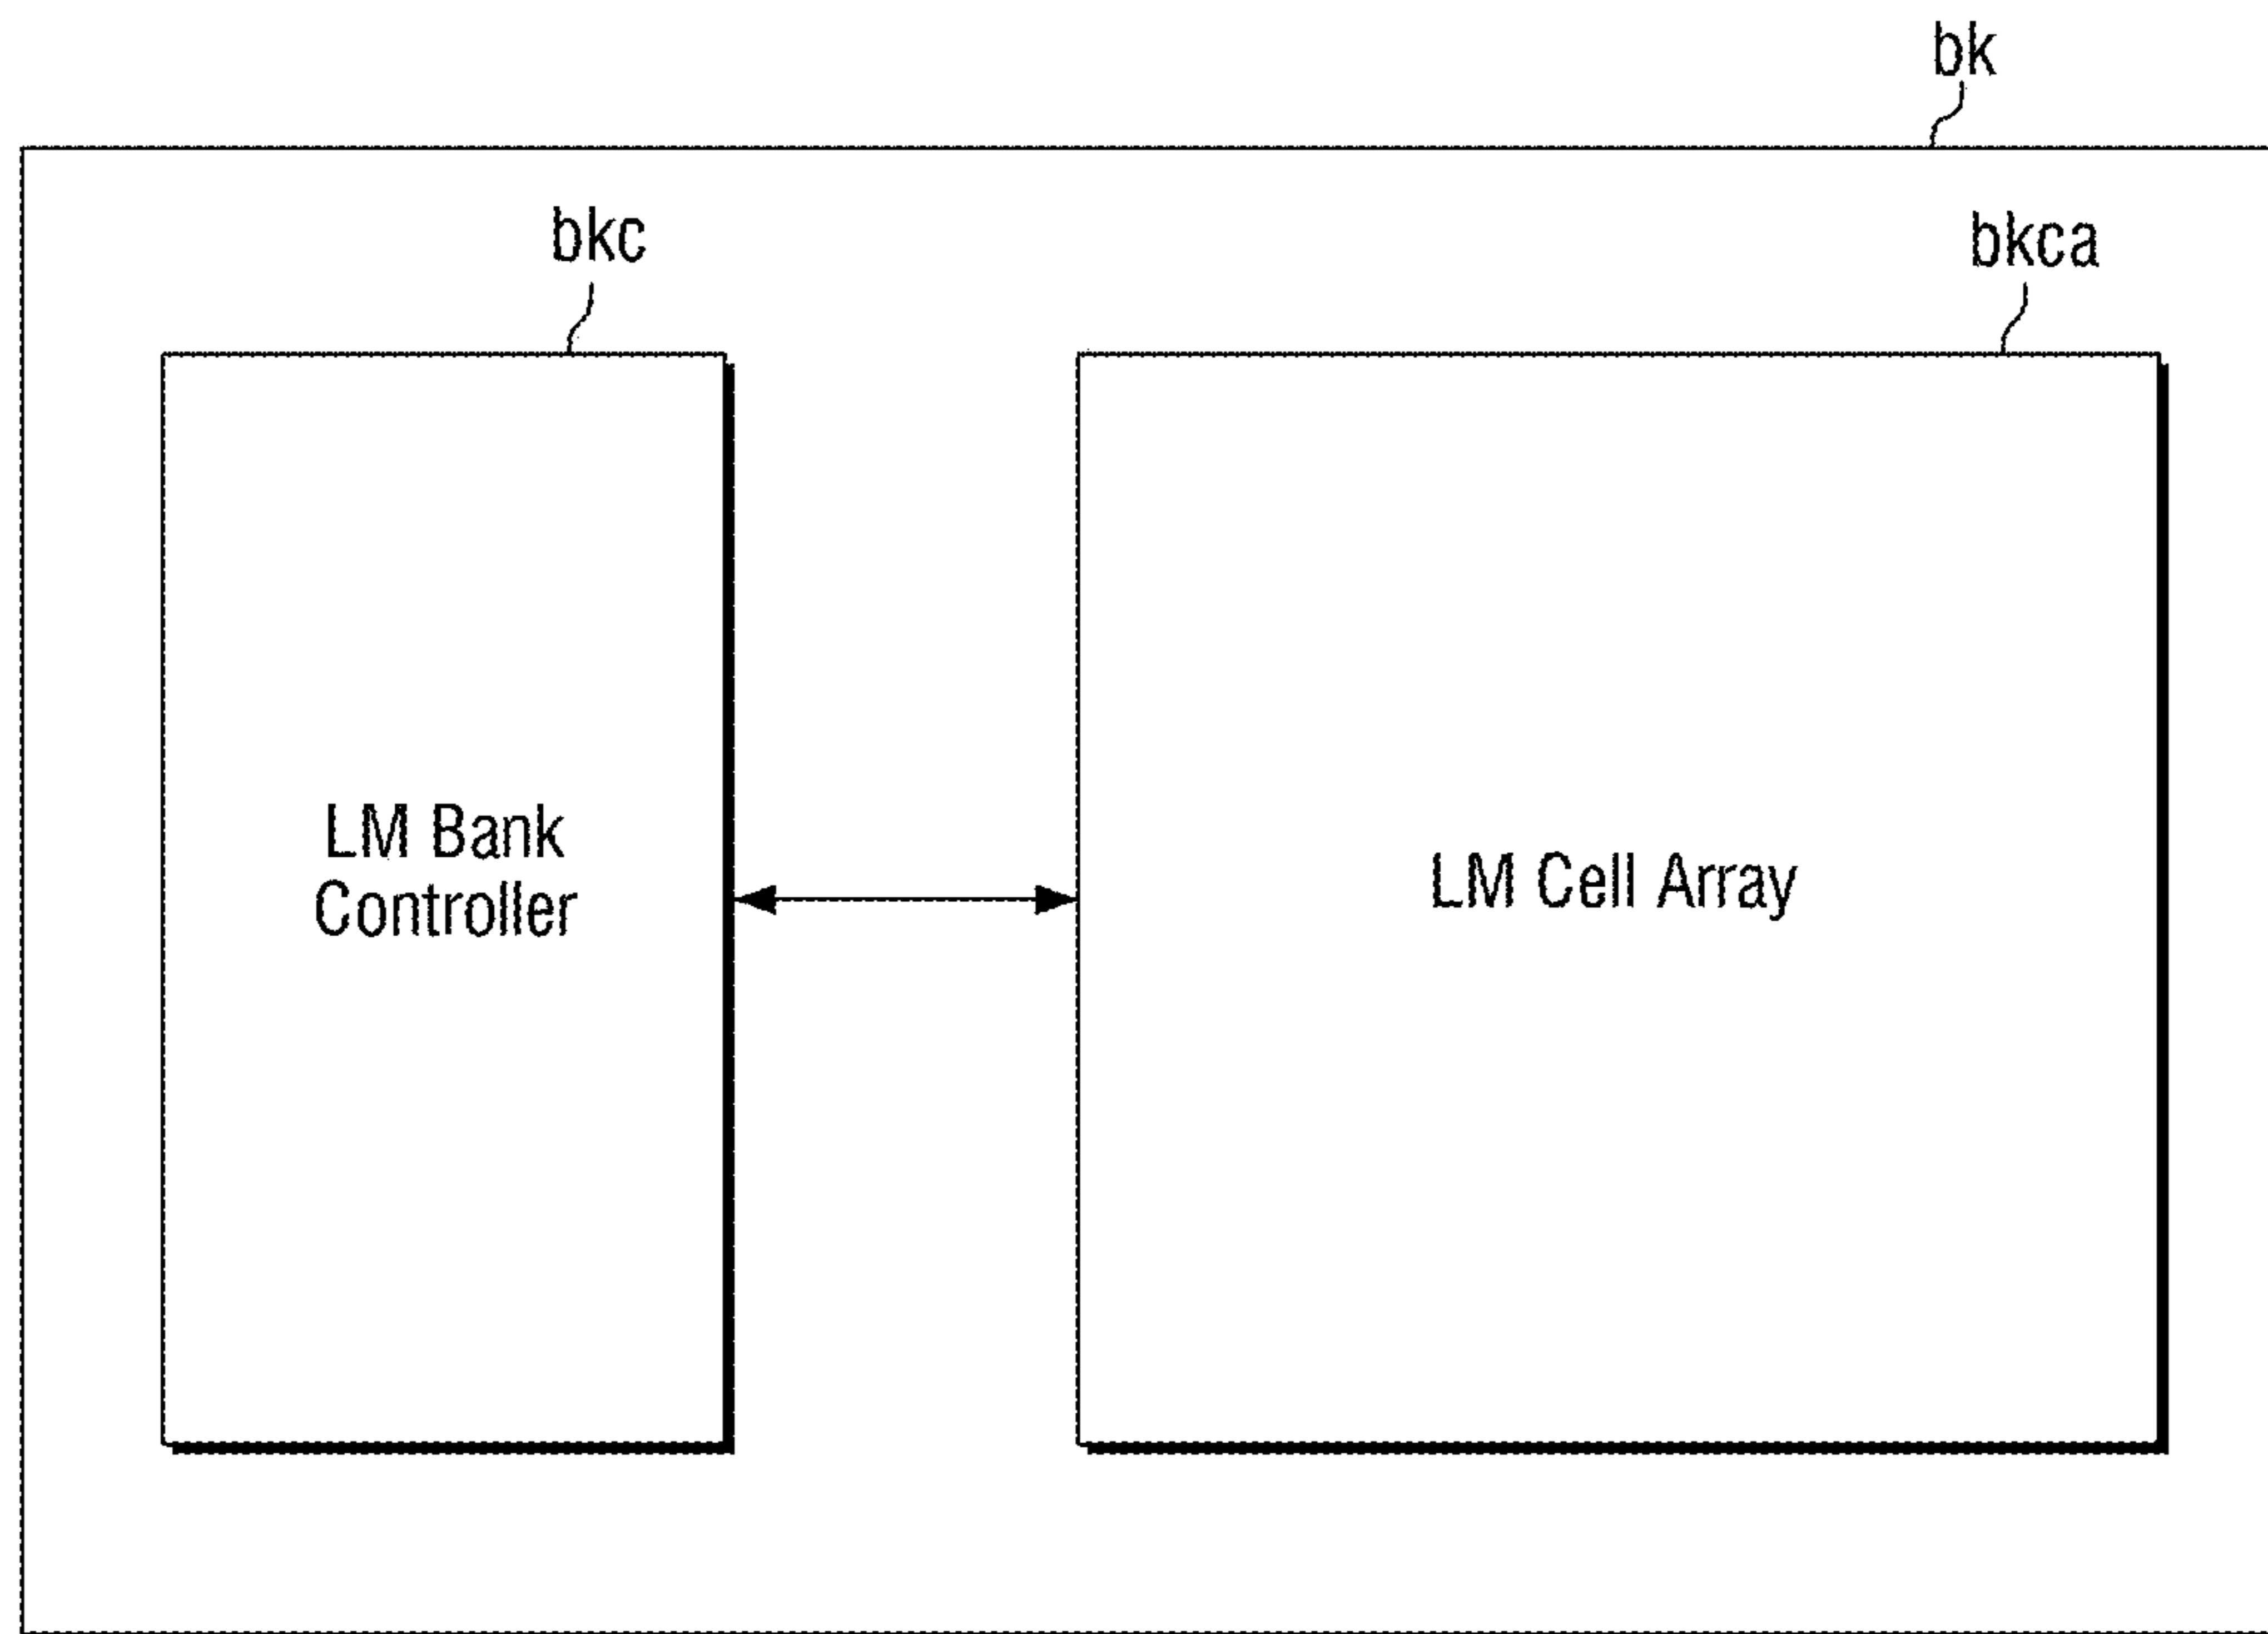 bk
bkc
bkca
LM Bank
Controller
LM Cell Array